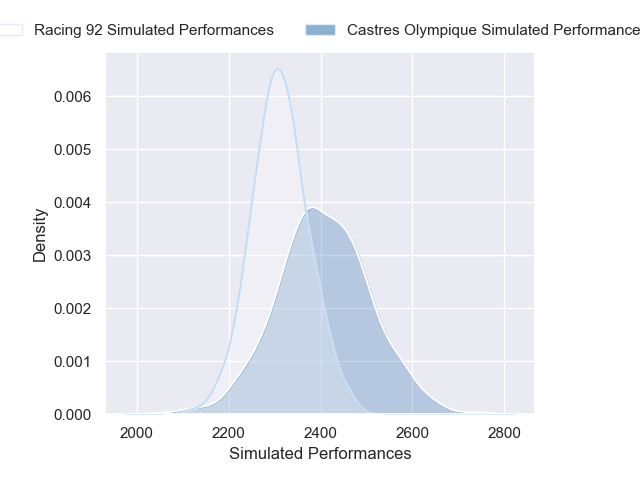 Racing 92 Simulated Performances
Castres Olympique Simulated Performance
0.006
0.005
0.004
0.003
0.002
0.001
0.000
Density
2000 2200 2400 2600 2800
Simulated Performances